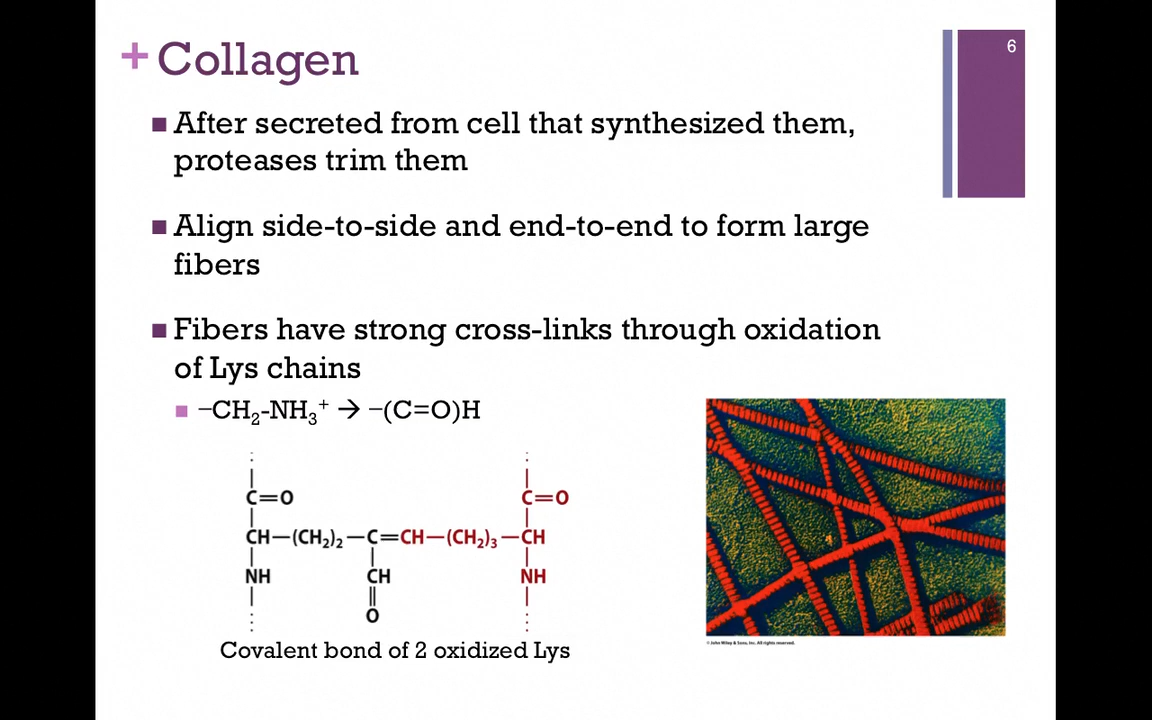 6
+ Collagen
■ After secreted from cell that synthesized them,
proteases trim them
■ Align side-to-side and end-to-end to form large
fibers
■ Fibers have strong cross-links through oxidation
of Lys chains
■ –CH₂-NH₃⁺ → –(C=O)H
C=O C=O
CH—(CH₂)₂—C=CH—(CH₂)₃—CH
NH CH NH
O
Covalent bond of 2 oxidized Lys
© John Wiley & Sons, Inc. All rights reserved.